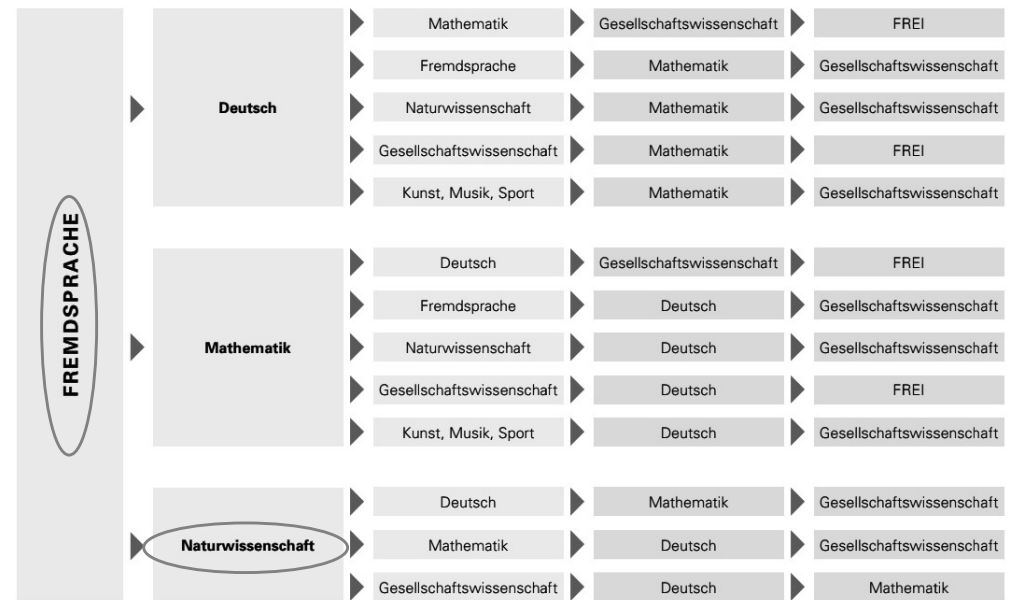 FREMDSPRACHE
Deutsch
Mathematik Gesellschaftswissenschaft FREI
Fremdsprache Mathematik Gesellschaftswissenschaft
Naturwissenschaft Mathematik Gesellschaftswissenschaft
Gesellschaftswissenschaft Mathematik FREI
Kunst, Musik, Sport Mathematik Gesellschaftswissenschaft
Mathematik
Deutsch Gesellschaftswissenschaft FREI
Fremdsprache Deutsch Gesellschaftswissenschaft
Naturwissenschaft Deutsch Gesellschaftswissenschaft
Gesellschaftswissenschaft Deutsch FREI
Kunst, Musik, Sport Deutsch Gesellschaftswissenschaft
Naturwissenschaft
Deutsch Mathematik Gesellschaftswissenschaft
Mathematik Deutsch Gesellschaftswissenschaft
Gesellschaftswissenschaft Deutsch Mathematik